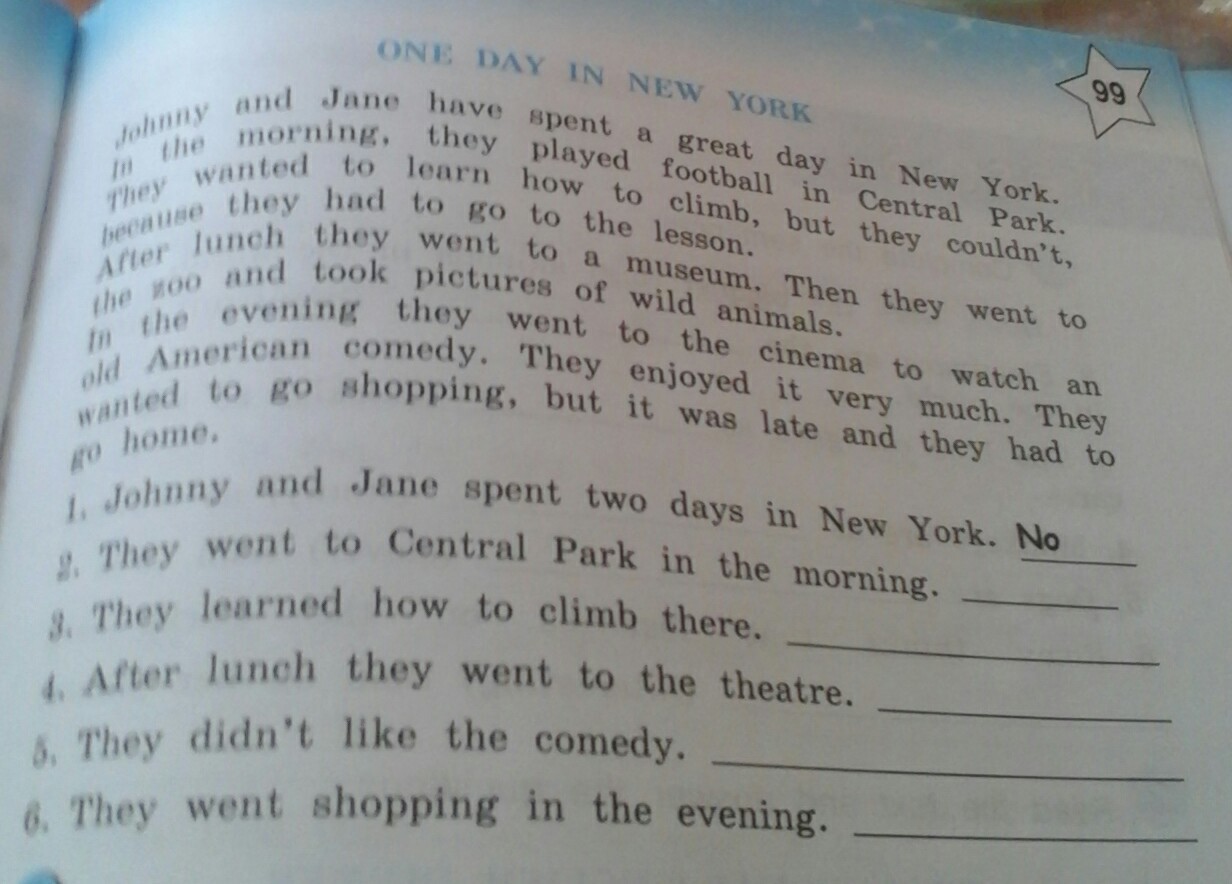 ONE DAY IN NEW YORK
99
Johnny and Jane have spent a great day in New York.
In the morning, they played football in Central Park.
They wanted to learn how to climb, but they couldn't,
because they had to go to the lesson.
After lunch they went to a museum. Then they went to
the zoo and took pictures of wild animals.
In the evening they went to the cinema to watch an
old American comedy. They enjoyed it very much. They
wanted to go shopping, but it was late and they had to
go home.
1. Johnny and Jane spent two days in New York. No
2. They went to Central Park in the morning.
3. They learned how to climb there.
4. After lunch they went to the theatre.
5. They didn't like the comedy.
6. They went shopping in the evening.